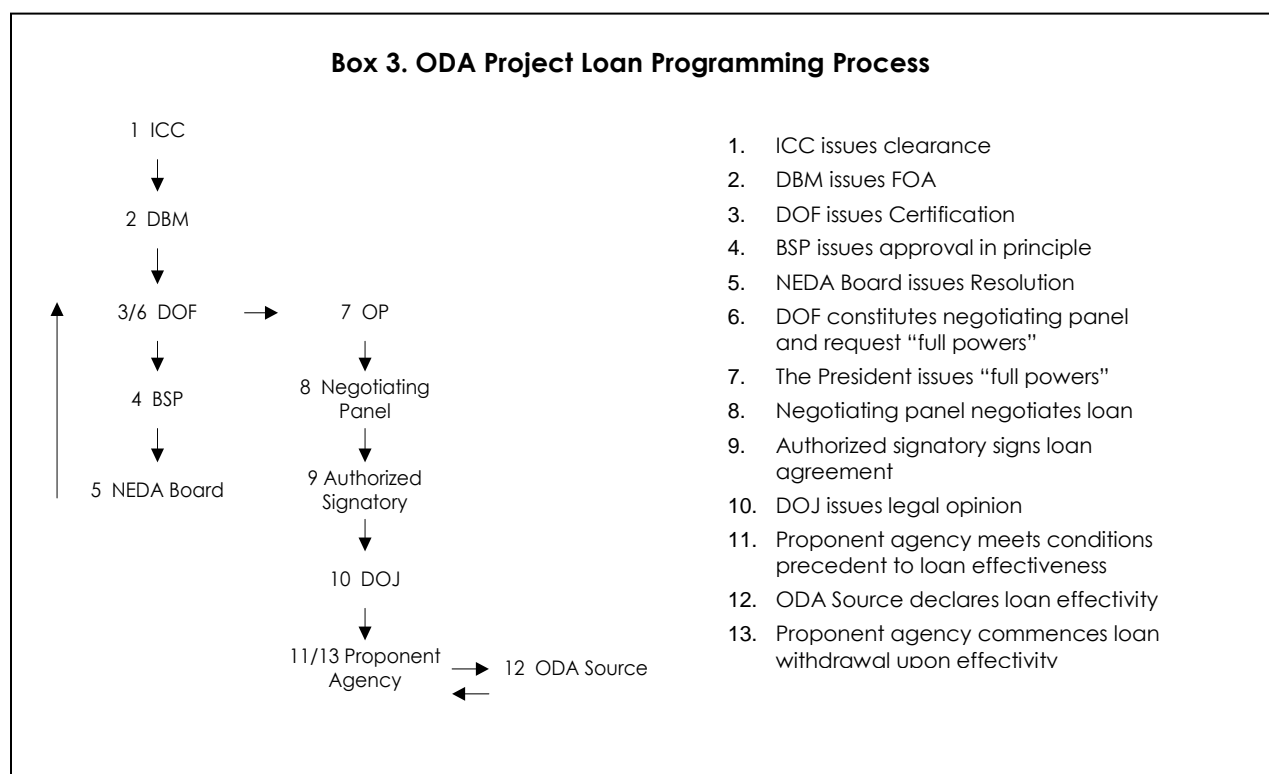 Box 3. ODA Project Loan Programming Process
1 ICC
2 DBM
3/6 DOF
7 OP
4 BSP
8 Negotiating
Panel
5 NEDA Board
9 Authorized
Signatory
10 DOJ
11/13 Proponent
Agency
12 ODA Source
1. ICC issues clearance
2. DBM issues FOA
3. DOF issues Certification
4. BSP issues approval in principle
5. NEDA Board issues Resolution
6. DOF constitutes negotiating panel
and request “full powers”
7. The President issues “full powers”
8. Negotiating panel negotiates loan
9. Authorized signatory signs loan
agreement
10. DOJ issues legal opinion
11. Proponent agency meets conditions
precedent to loan effectiveness
12. ODA Source declares loan effectivity
13. Proponent agency commences loan
withdrawal upon effectivity